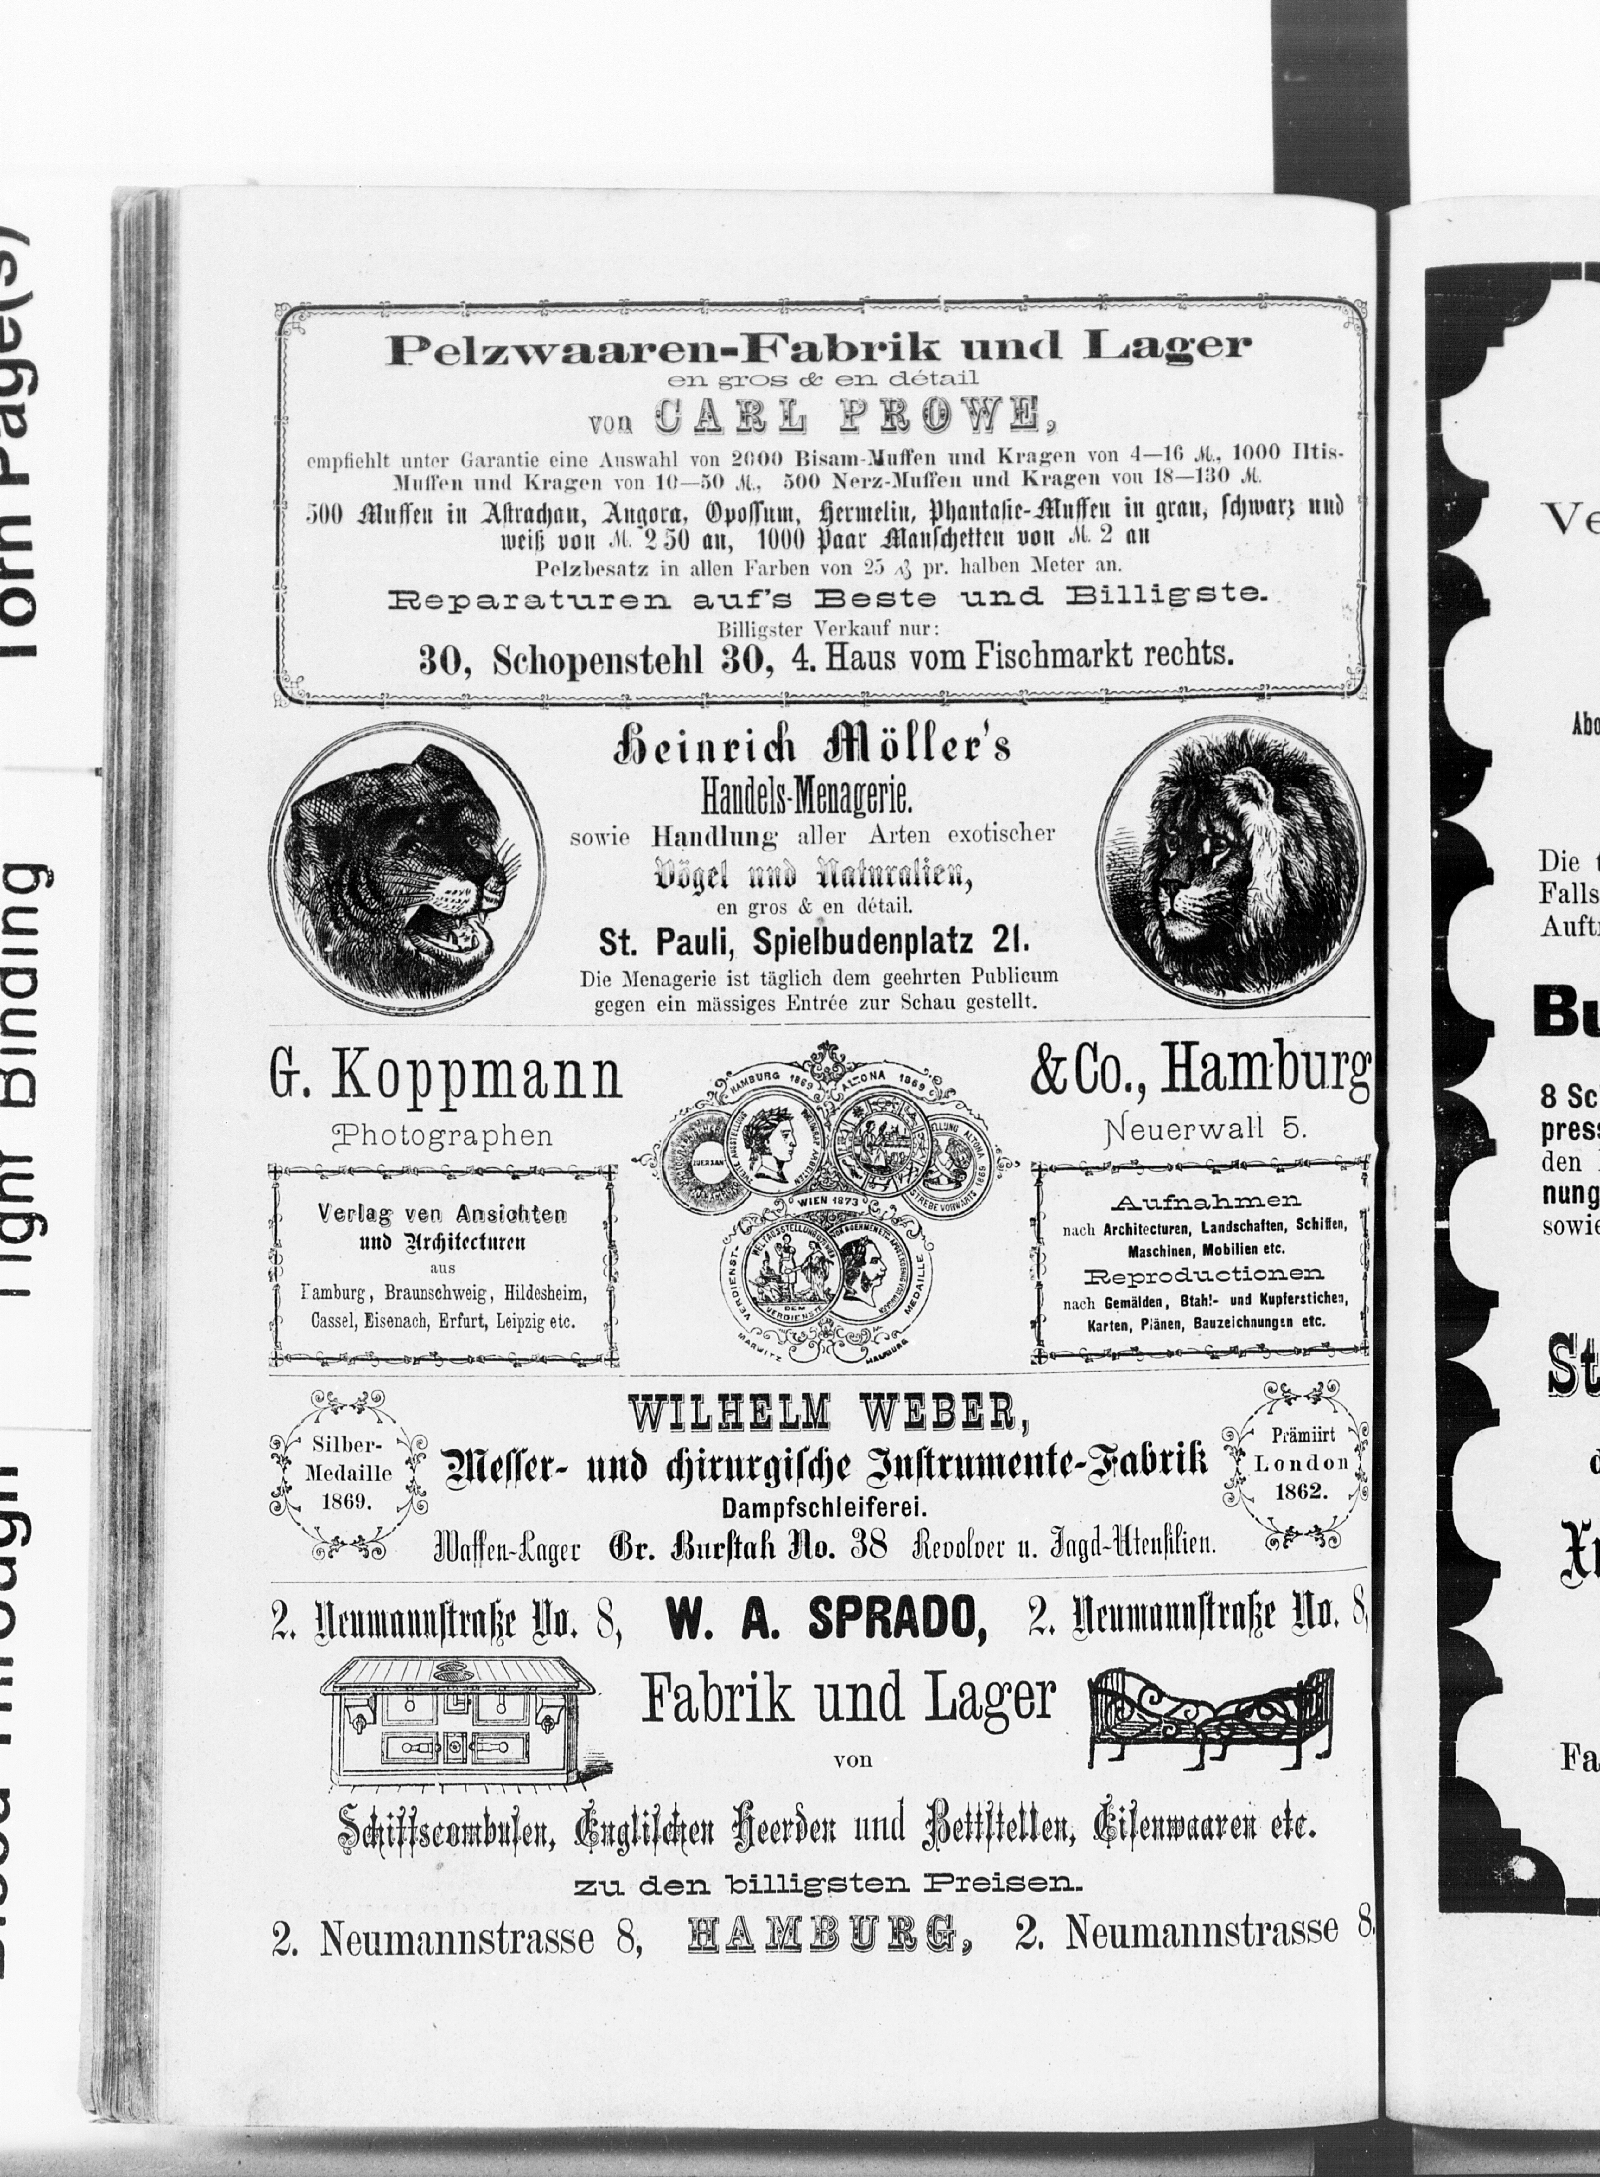 Pelzwaaren-Fabrik und Lager
en gros & en détail
von CARL PROWE,
empfiehlt unter Garantie eine Auswahl von 2000 Bisam-Muffen und Kragen von 4—16 M., 1000 Iltis-
Muffen und Kragen von 10—50 M., 500 Nerz-Muffen und Kragen von 18—130 M.
500 Muffen in Astrachan, Angora, Opossum, Hermelin, Phantasie-Muffen in grau, schwarz und
weiß von M. 2 50 an, 1000 Paar Manschetten von M. 2 an
Pelzbesatz in allen Farben von 25 ₰ pr. halben Meter an.
Reparaturen auf's Beste und Billigste.
Billigster Verkauf nur:
30, Schopenstehl 30, 4. Haus vom Fischmarkt rechts.
Heinrich Möller's
Handels-Menagerie.
sowie Handlung aller Arten exotischer
Vögel und Naturalien,
en gros & en détail.
St. Pauli, Spielbudenplatz 21.
Die Menagerie ist täglich dem geehrten Publicum
gegen ein mässiges Entrée zur Schau gestellt.
G. Koppmann & Co., Hamburg
Photographen
Neuerwall 5.
Verlag von Ansichten
und Architecturen
aus
Hamburg, Braunschweig, Hildesheim,
Cassel, Eisenach, Erfurt, Leipzig etc.
HAMBURG 1869 ALTONA 1869
WIEN 1873
VERDIENST-MEDAILLE
DEM VERDIENSTE
MARWITZ HAMBURG
Aufnahmen
nach Architecturen, Landschaften, Schiffen,
Maschinen, Mobilien etc.
Reproductionen
nach Gemälden, Stahl- und Kupferstichen,
Karten, Plänen, Bauzeichnungen etc.
Silber-
Medaille
1869.
WILHELM WEBER,
Messer- und chirurgische Instrumente-Fabrik
Dampfschleiferei.
Waffen-Lager Gr. Burstah No. 38 Revolver u. Jagd-Utensilien.
Prämiirt
London
1862.
2. Neumannstraße No. 8, W. A. SPRADO, 2. Neumannstraße No. 8,
Fabrik und Lager
von
Schiffscombusen, Englischen Heerden und Bettstellen, Eisenwaaren etc.
zu den billigsten Preisen.
2. Neumannstrasse 8, HAMBURG, 2. Neumannstrasse 8.
Torn Page(s)
Tight Binding
Ve
Abo
Die
Falls
Auft
Bu
8 Sc
press
den
nung
sowie
St
Fa